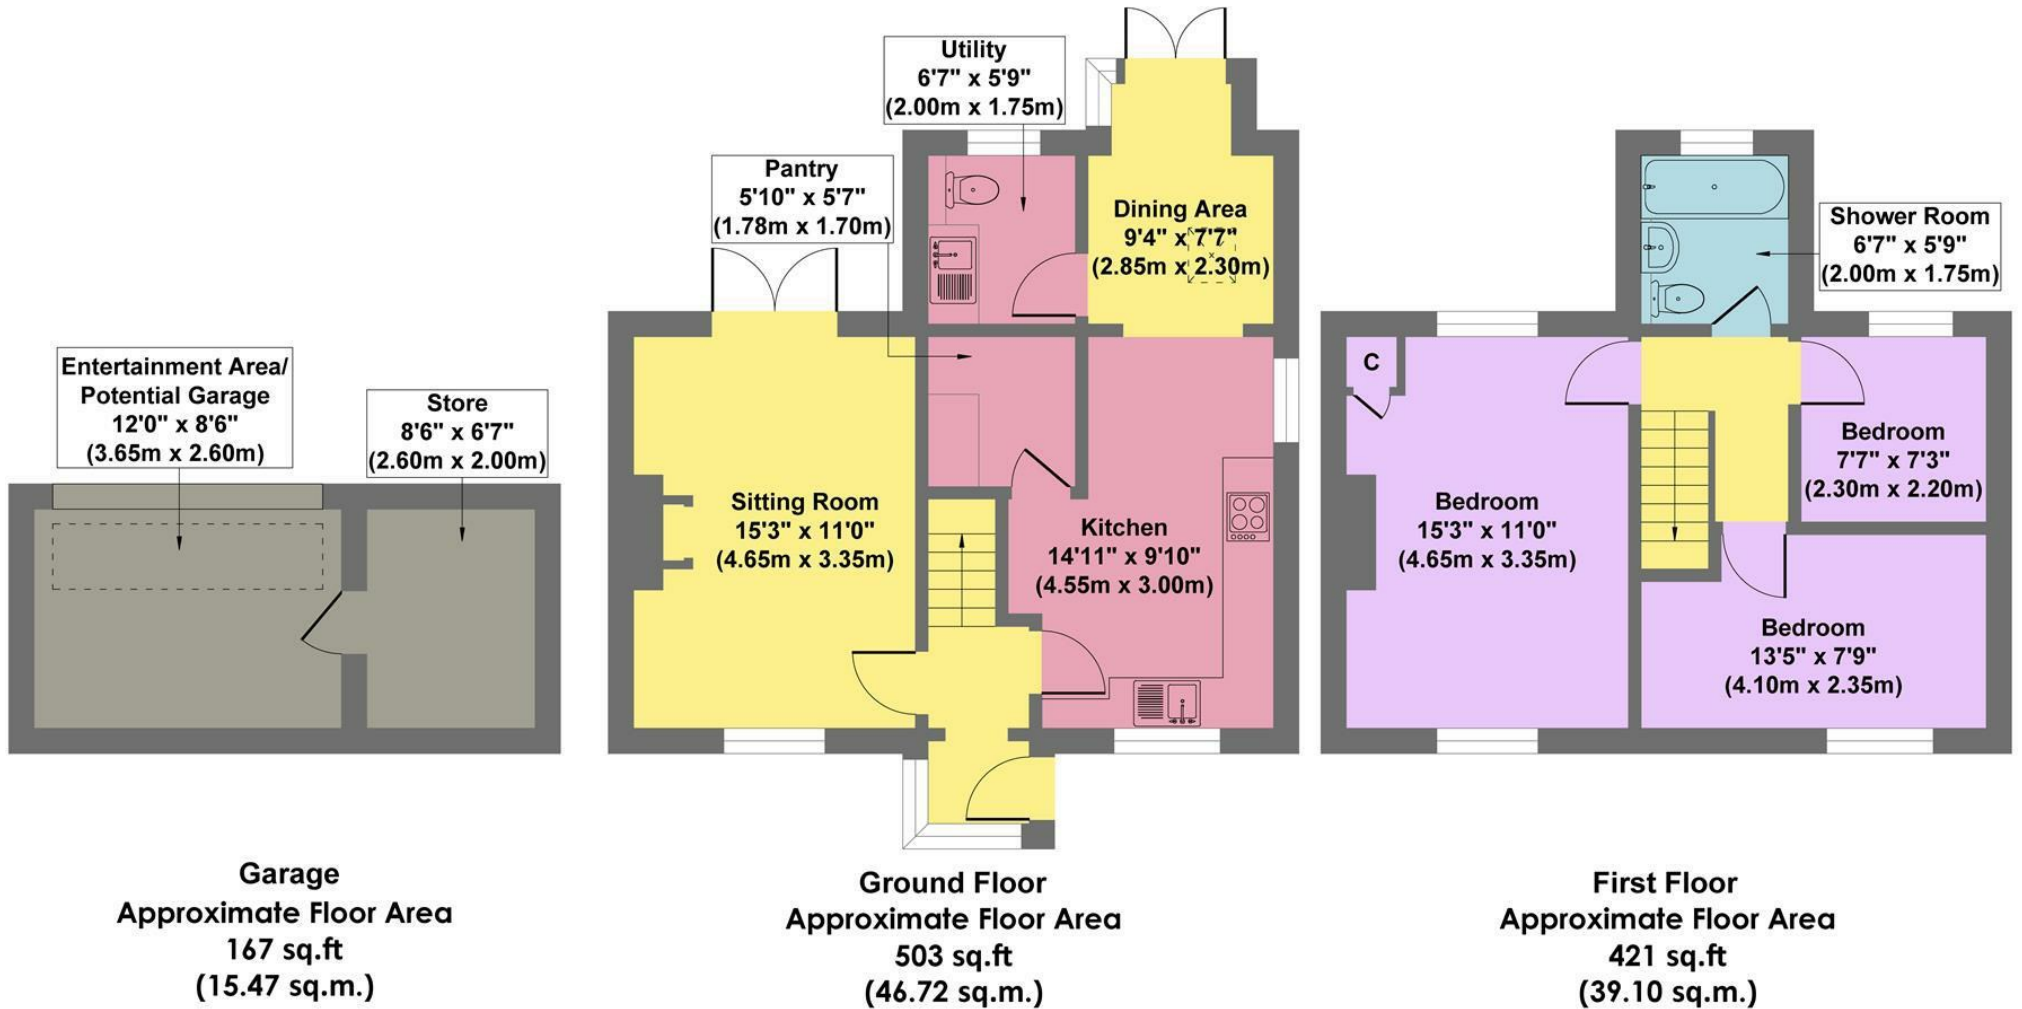 Utility
6'7" x 5'9"
(2.00m x 1.75m)
Pantry
5'10" x 5'7"
(1.78m x 1.70m)
Dining Area
9'4" x 7'7"
(2.85m x 2.30m)
Shower Room
6'7" x 5'9"
(2.00m x 1.75m)
Entertainment Area/
Potential Garage
12'0" x 8'6"
(3.65m x 2.60m)
Store
8'6" x 6'7"
(2.60m x 2.00m)
Sitting Room
15'3" x 11'0"
(4.65m x 3.35m)
Kitchen
14'11" x 9'10"
(4.55m x 3.00m)
C
Bedroom
15'3" x 11'0"
(4.65m x 3.35m)
Bedroom
7'7" x 7'3"
(2.30m x 2.20m)
Bedroom
13'5" x 7'9"
(4.10m x 2.35m)
Garage
Approximate Floor Area
167 sq.ft
(15.47 sq.m.)
Ground Floor
Approximate Floor Area
503 sq.ft
(46.72 sq.m.)
First Floor
Approximate Floor Area
421 sq.ft
(39.10 sq.m.)